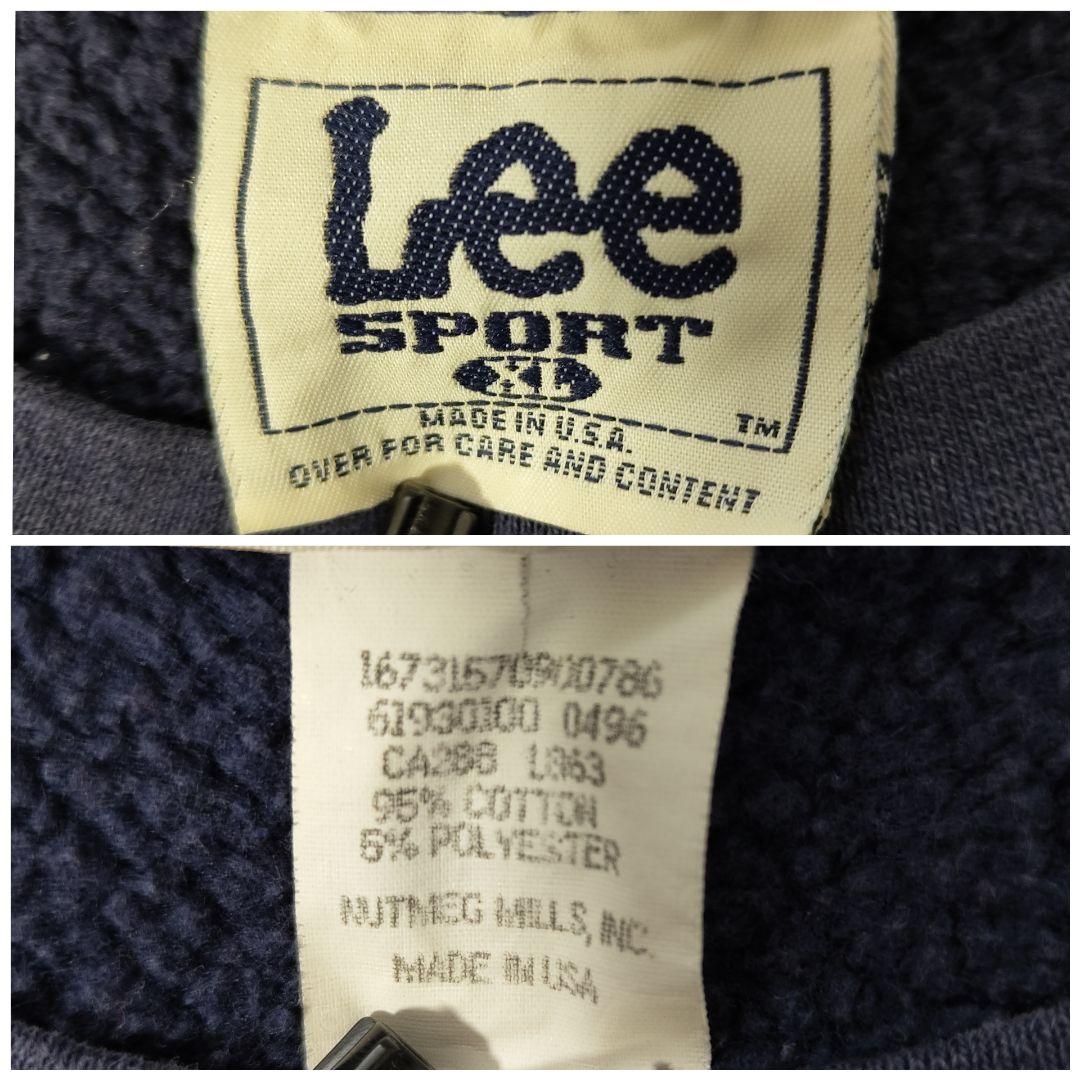 Lee
SPORT
XL
TM
MADE IN U.S.A.
OVER FOR CARE AND CONTENT
61930100 0496
CA288 L363
95% COTTON
5% POLYESTER
NUTMEG MILLS, INC.
MADE IN USA